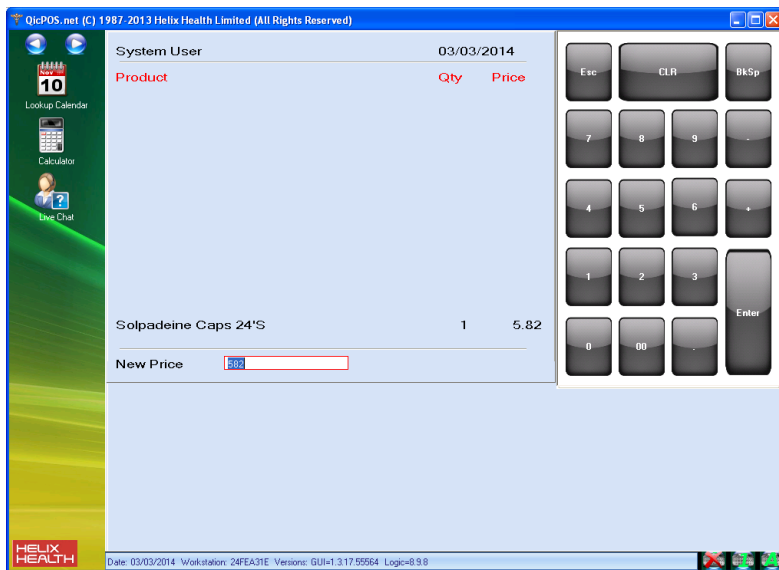 QicPOS.net (C) 1987-2013 Helix Health Limited (All Rights Reserved)
Nov
10
Lookup Calendar
Calculator
Live Chat
System User 03/03/2014
Product Qty Price
Solpadeine Caps 24'S 1 5.82
New Price 582
Esc CLR BkSp
7 8 9 -
4 5 6 +
1 2 3
Enter
0 00 .
HELIX
HEALTH
Date: 03/03/2014 Workstation: 24FEA31E Versions: GUI=1.3.17.55564 Logic=8.9.8